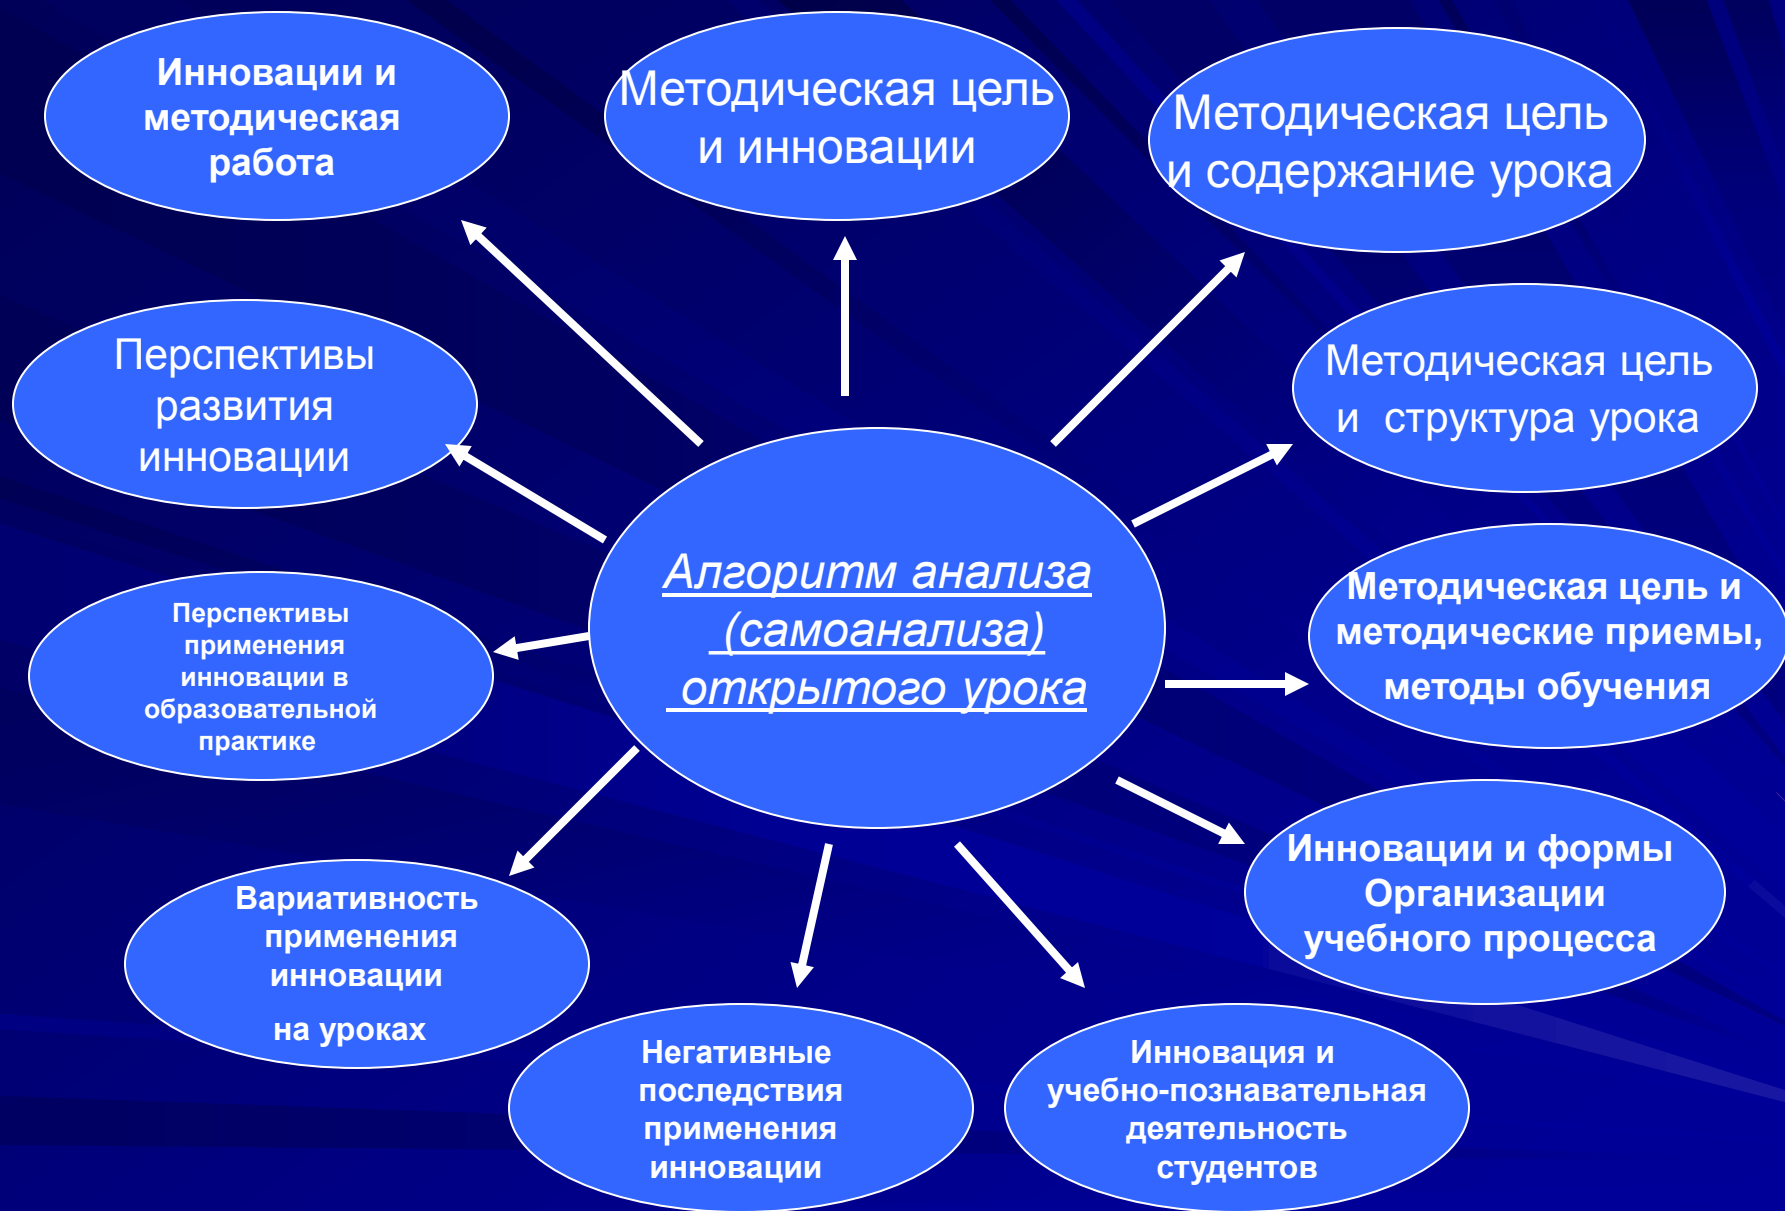 Инновации и
методическая
работа
Методическая цель
и инновации
Методическая цель
и содержание урока
Перспективы
развития
инновации
Методическая цель
и структура урока
Алгоритм анализа
(самоанализа)
открытого урока
Методическая цель и
методические приемы,
методы обучения
Перспективы
применения
инновации в
образовательной
практике
Инновации и формы
Организации
учебного процесса
Вариативность
применения
инновации
на уроках
Негативные
последствия
применения
инновации
Инновация и
учебно-познавательная
деятельность
студентов